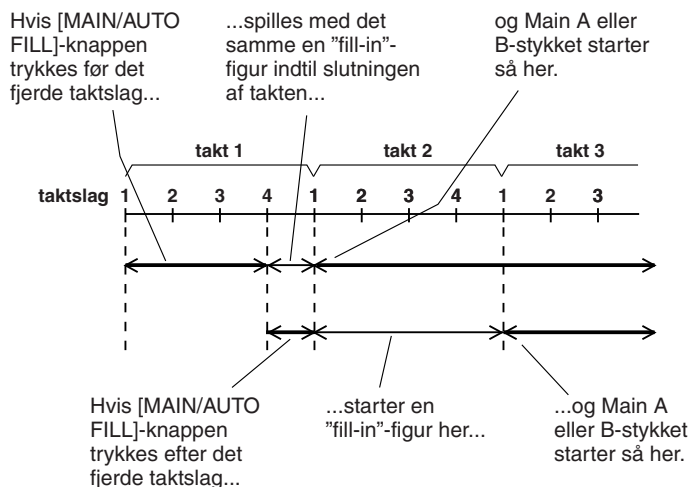 Hvis [MAIN/AUTO
FILL]-knappen
trykkes før det
fjerde taktslag...
...spilles med det
samme en ”fill-in”-
figur indtil slutningen
af takten...
og Main A eller
B-stykket starter
så her.
takt 1 takt 2 takt 3
taktslag 1 2 3 4 1 2 3 4 1 2 3
Hvis [MAIN/AUTO
FILL]-knappen
trykkes efter det
fjerde taktslag...
...starter en
”fill-in”-figur her...
...og Main A
eller B-stykket
starter så her.